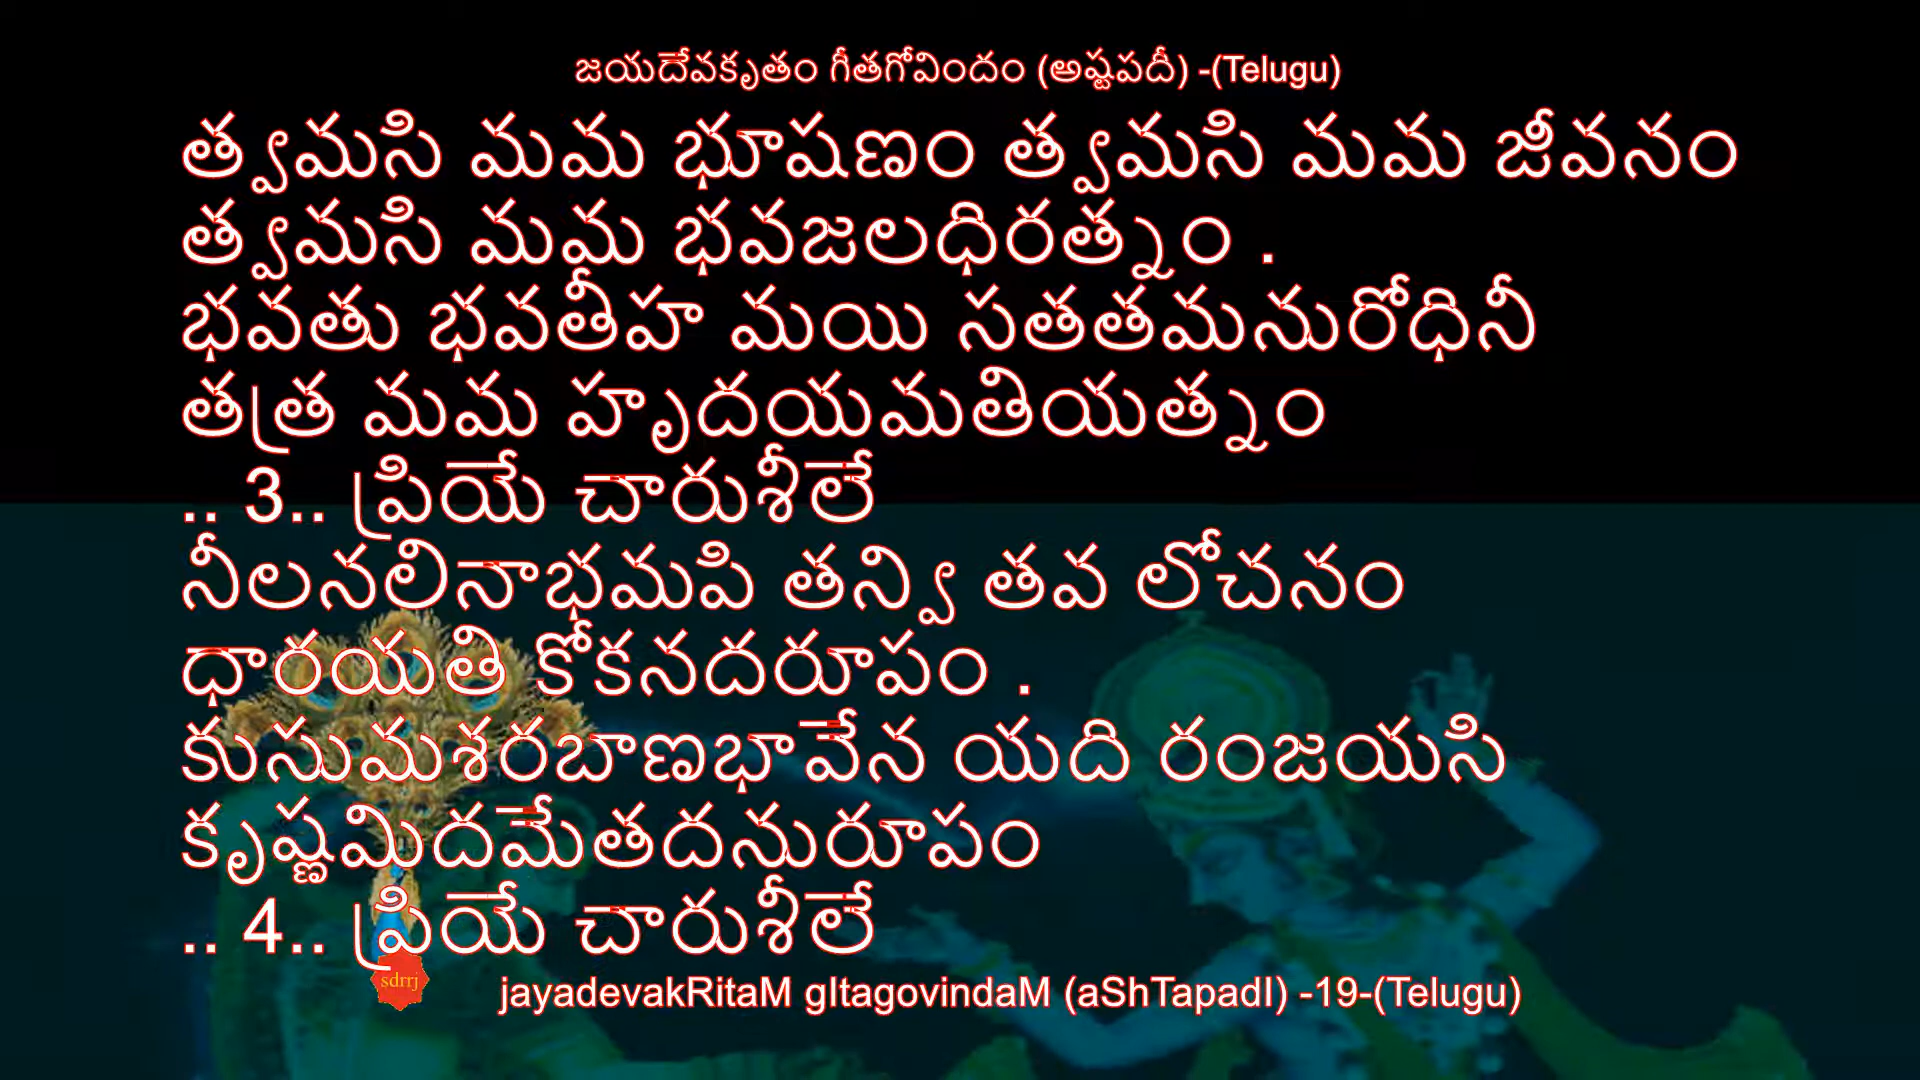 జయదేవకృతం గీతగోవిందం (అష్టపదీ) -(Telugu)
త్వమసి మమ భూషణం త్వమసి మమ జీవనం
త్వమసి మమ భవజలధిరత్నం .
భవతు భవతీహ మయి సతతమనురోధినీ
తత్ర మమ హృదయమతియత్నం
.. 3.. ప్రియే చారుశీలే
నీలనలినాభమపి తన్వి తవ లోచనం
ధారయతి కోకనదరూపం .
కుసుమశరబాణభావేన యది రంజయసి
కృష్ణమిదమేతదనురూపం
.. 4.. ప్రియే చారుశీలే
sdrrj
jayadevakRitaM gItagovindaM (aShTapadI) -19-(Telugu)